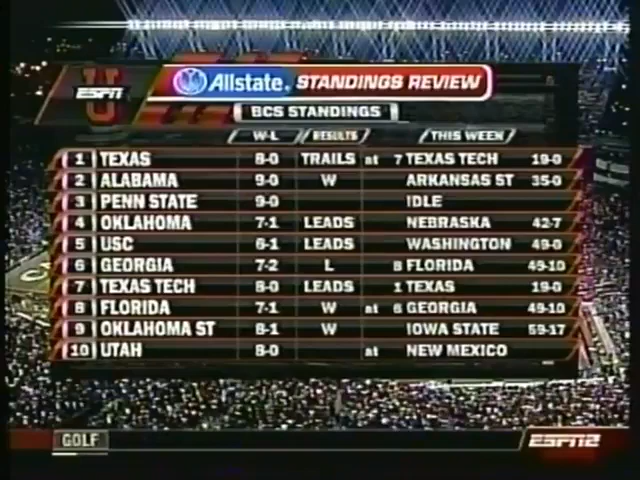 ESPN U
Allstate. STANDINGS REVIEW
BCS STANDINGS
W-L RESULTS THIS WEEK
1 TEXAS 8-0 TRAILS at 7 TEXAS TECH 19-0
2 ALABAMA 9-0 W ARKANSAS ST 35-0
3 PENN STATE 9-0 IDLE
4 OKLAHOMA 7-1 LEADS NEBRASKA 42-7
5 USC 6-1 LEADS WASHINGTON 49-0
6 GEORGIA 7-2 L 8 FLORIDA 49-10
7 TEXAS TECH 8-0 LEADS 1 TEXAS 19-0
8 FLORIDA 7-1 W at 6 GEORGIA 49-10
9 OKLAHOMA ST 8-1 W IOWA STATE 59-17
10 UTAH 8-0 at NEW MEXICO
GOLF ESPN2